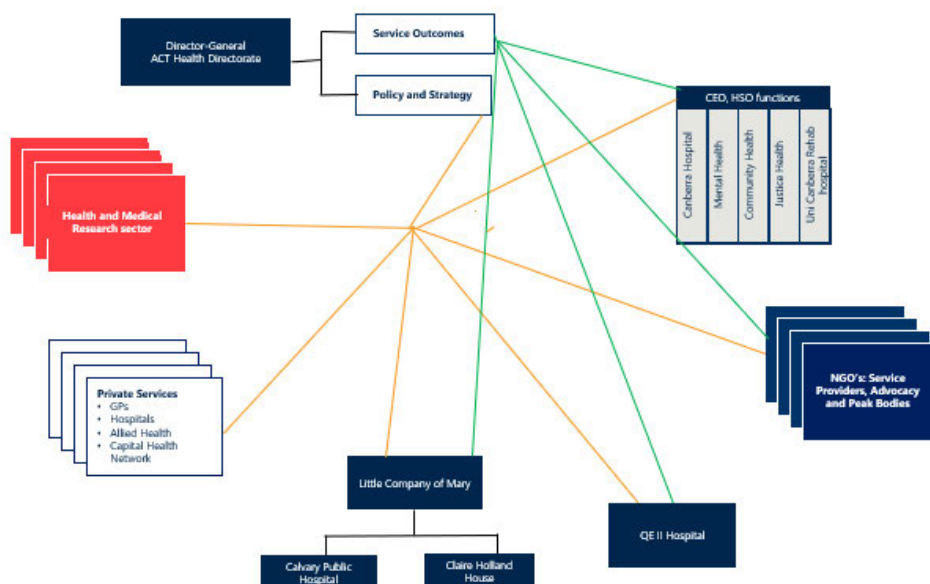 Director-General
ACT Health Directorate
Service Outcomes
Policy and Strategy
CEO, HSO functions
Canberra Hospital
Mental Health
Community Health
Justice Health
Uni Canberra Rehab
hospital
Health and Medical
Research sector
Private Services
• GPs
• Hospitals
• Allied Health
• Capital Health
Network
NGO's: Service
Providers, Advocacy
and Peak Bodies
Little Company of Mary
QE II Hospital
Calvary Public
Hospital
Claire Holland
House